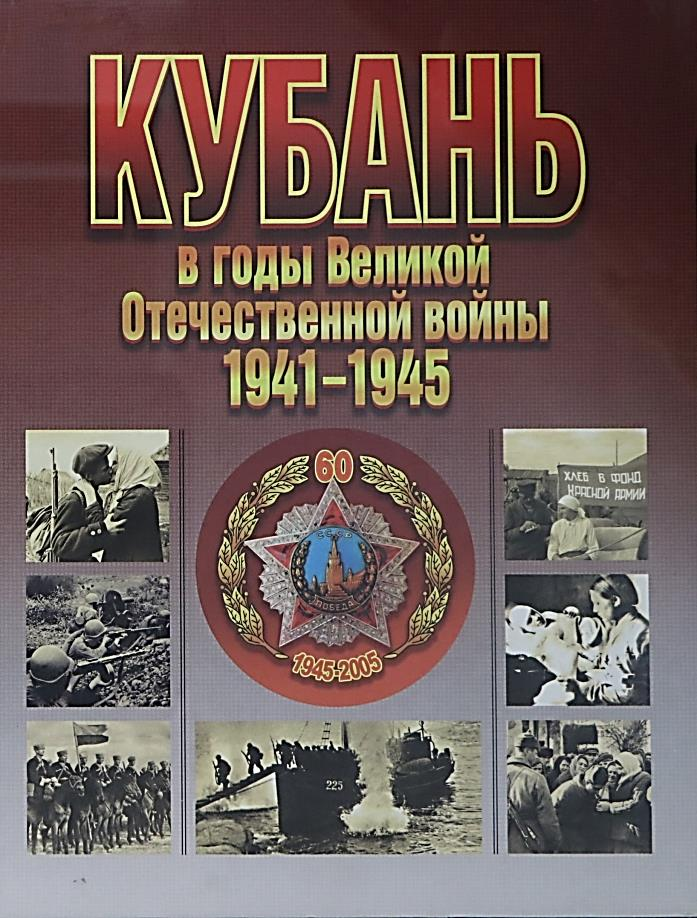 КУБАНЬ
в годы Великой
Отечественной войны
1941–1945
60
СССР
ПОБЕДА
1945-2005
ХЛЕБ В ФОНД
КРАСНОЙ АРМИИ
225